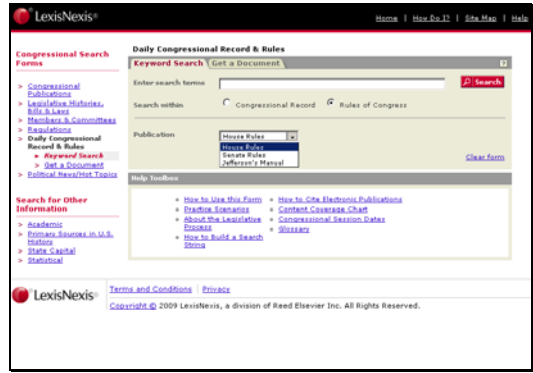 LexisNexis®
Home | How Do I? | Site Map | Help
Congressional Search
Forms
> Congressional
Publications
> Legislative Histories,
Bills & Laws
> Members & Committees
> Regulations
> Daily Congressional
Record & Rules
► Keyword Search
> Get a Document
> Political News/Hot Topics
Search for Other
Information
> Academic
> Primary Sources in U.S.
History
> State Capital
> Statistical
Daily Congressional Record & Rules
Keyword Search Get a Document ?
Enter search terms Search
Search within Congressional Record Rules of Congress
Publication House Rules
House Rules
Senate Rules
Jefferson's Manual
Clear form
Help Toolbox
How to Use this Form
Practice Scenarios
About the Legislative
Process
How to Build a Search
String
How to Cite Electronic Publications
Content Coverage Chart
Congressional Session Dates
Glossary
LexisNexis®
Terms and Conditions | Privacy
Copyright © 2009 LexisNexis, a division of Reed Elsevier Inc. All Rights Reserved.